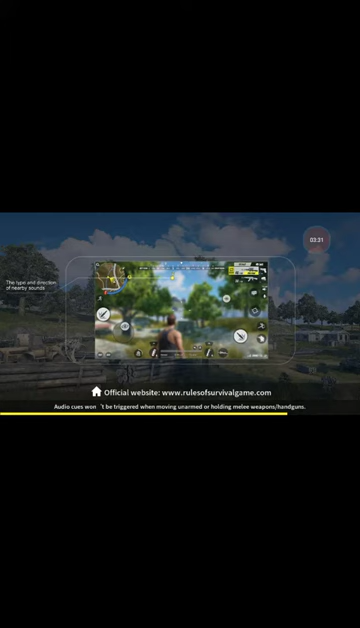 03:31
The type and direction
of nearby sounds
Official website: www.rulesofsurvivalgame.com
Audio cues won 't be triggered when moving unarmed or holding melee weapons/handguns.